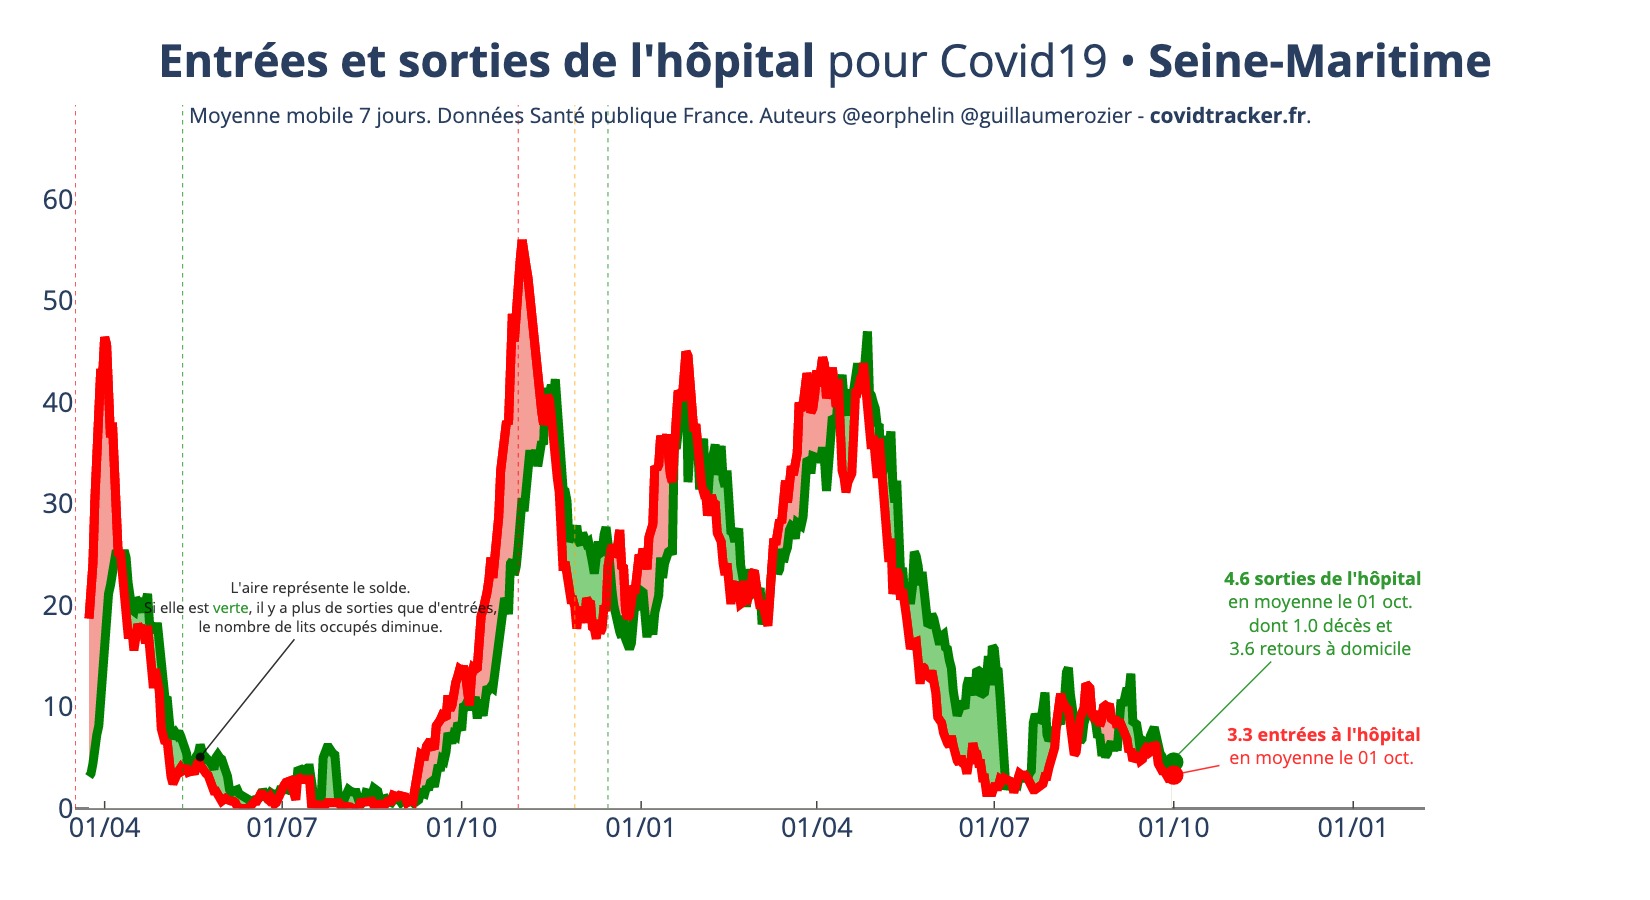 Entrées et sorties de l'hôpital pour Covid19 • Seine-Maritime
Moyenne mobile 7 jours. Données Santé publique France. Auteurs @eorphelin @guillaumerozier - covidtracker.fr.
60
50
40
30
20
10
0
L'aire représente le solde.
Si elle est verte, il y a plus de sorties que d'entrées,
le nombre de lits occupés diminue.
4.6 sorties de l'hôpital
en moyenne le 01 oct.
dont 1.0 décès et
3.6 retours à domicile
3.3 entrées à l'hôpital
en moyenne le 01 oct.
01/04
01/07
01/10
01/01
01/04
01/07
01/10
01/01